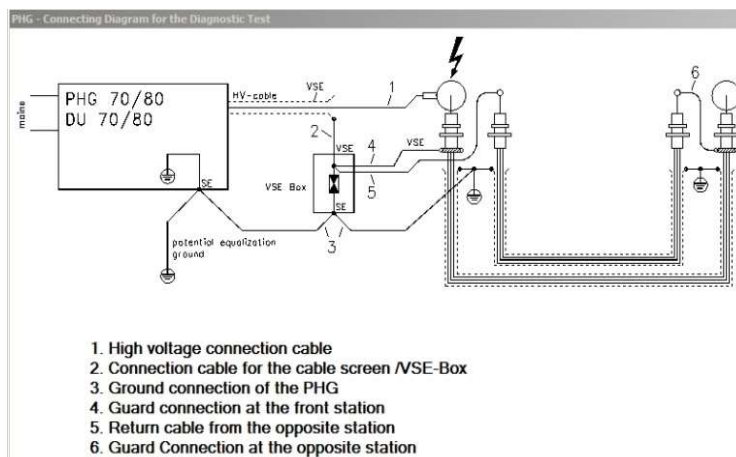 PHG - Connecting Diagram for the Diagnostic Test
mains
PHG 70/80
DU 70/80
HV-cable
VSE
1
6
2
VSE
VSE
4
5
VSE Box
SE
SE
3
potential equalization
ground
1. High voltage connection cable
2. Connection cable for the cable screen /VSE-Box
3. Ground connection of the PHG
4. Guard connection at the front station
5. Return cable from the opposite station
6. Guard Connection at the opposite station